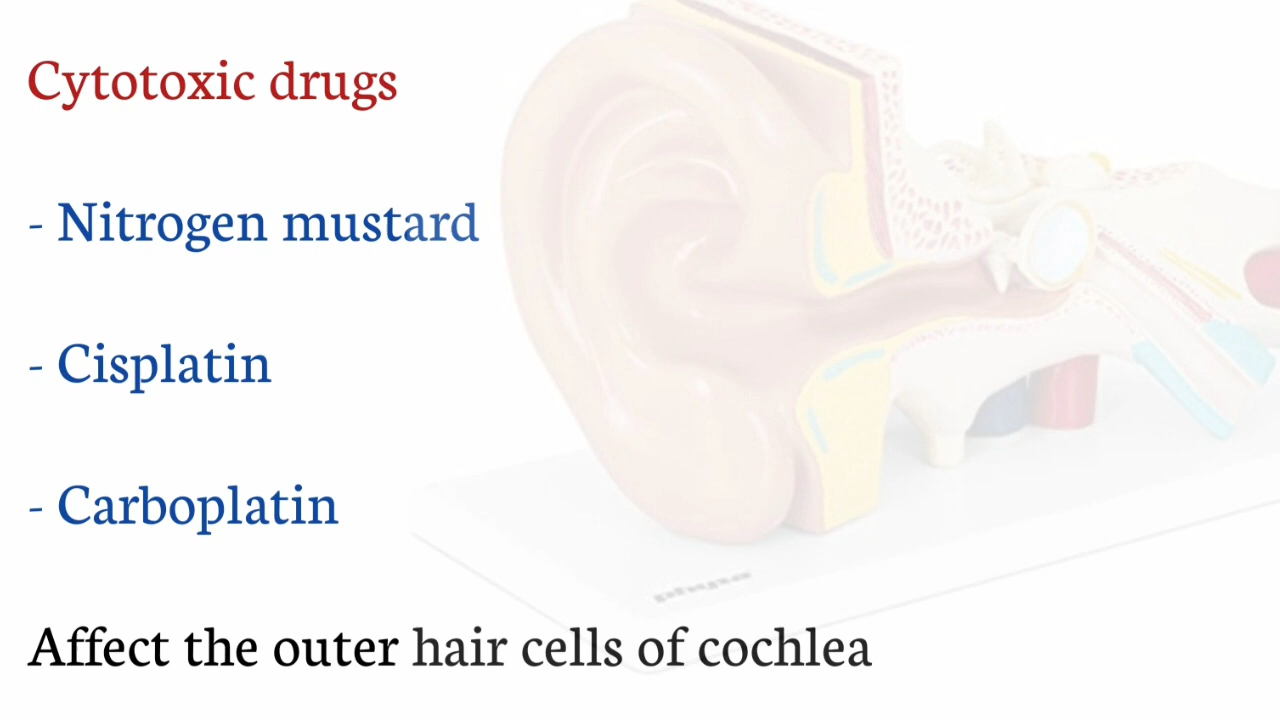 Cytotoxic drugs
- Nitrogen mustard
- Cisplatin
- Carboplatin
Affect the outer hair cells of cochlea